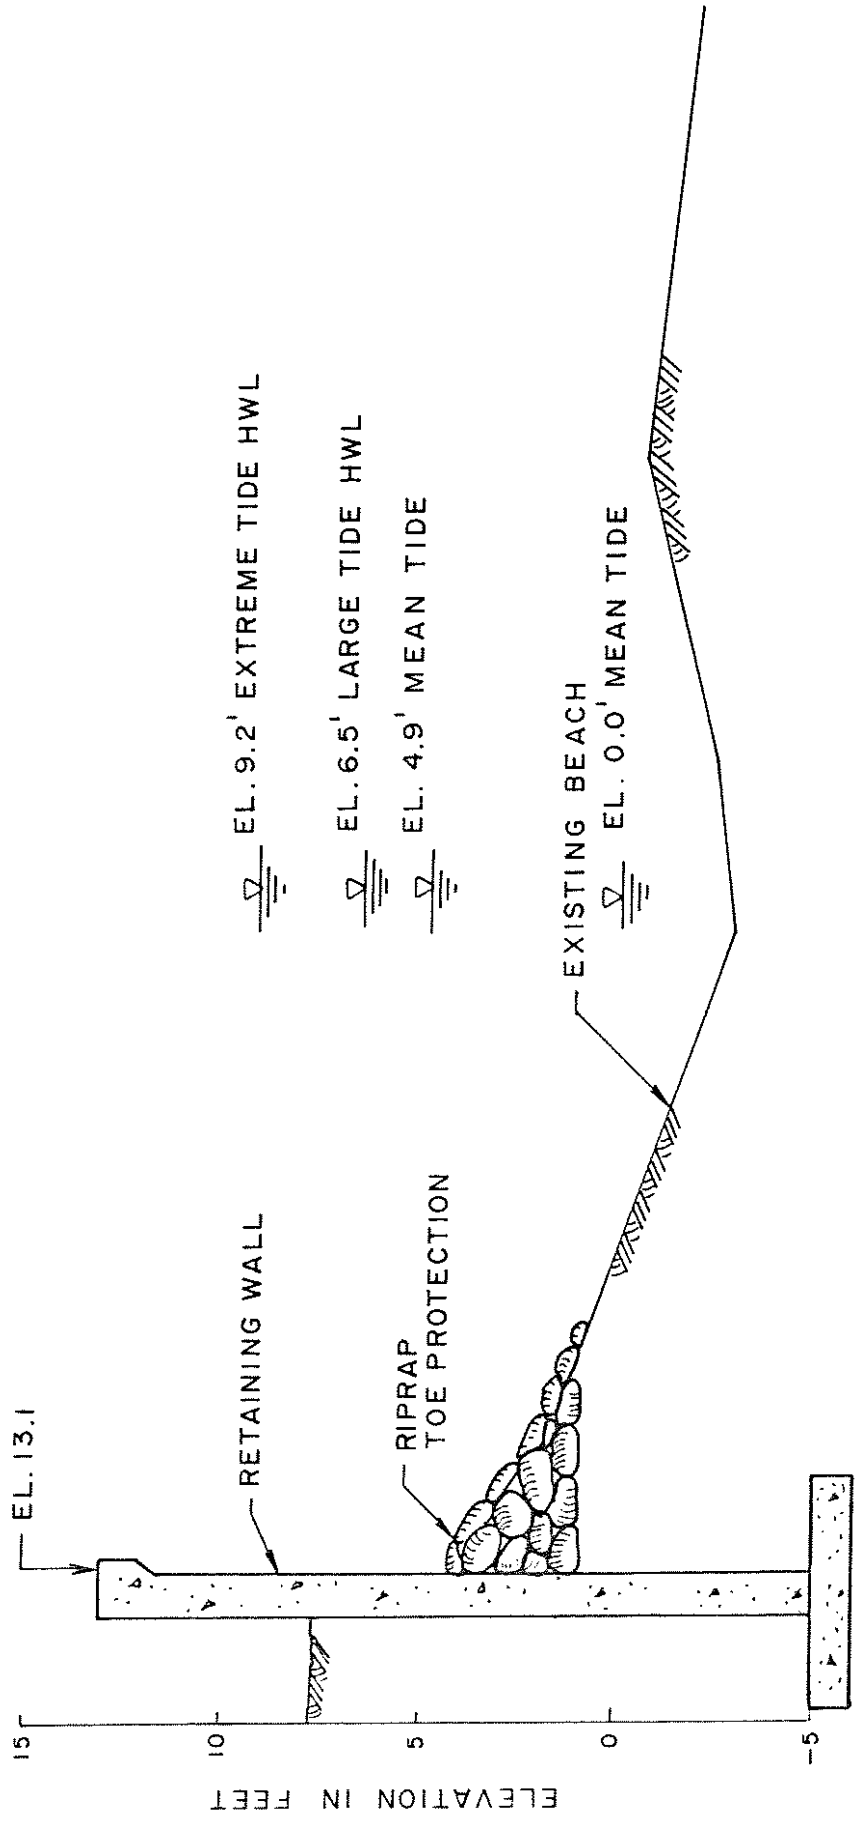 EL. 13.1
RETAINING WALL
RIPRAP
TOE PROTECTION
EL. 9.2' EXTREME TIDE HWL
EL. 6.5' LARGE TIDE HWL
EL. 4.9' MEAN TIDE
EXISTING BEACH
EL. 0.0' MEAN TIDE
15
10
5
0
-5
ELEVATION IN FEET